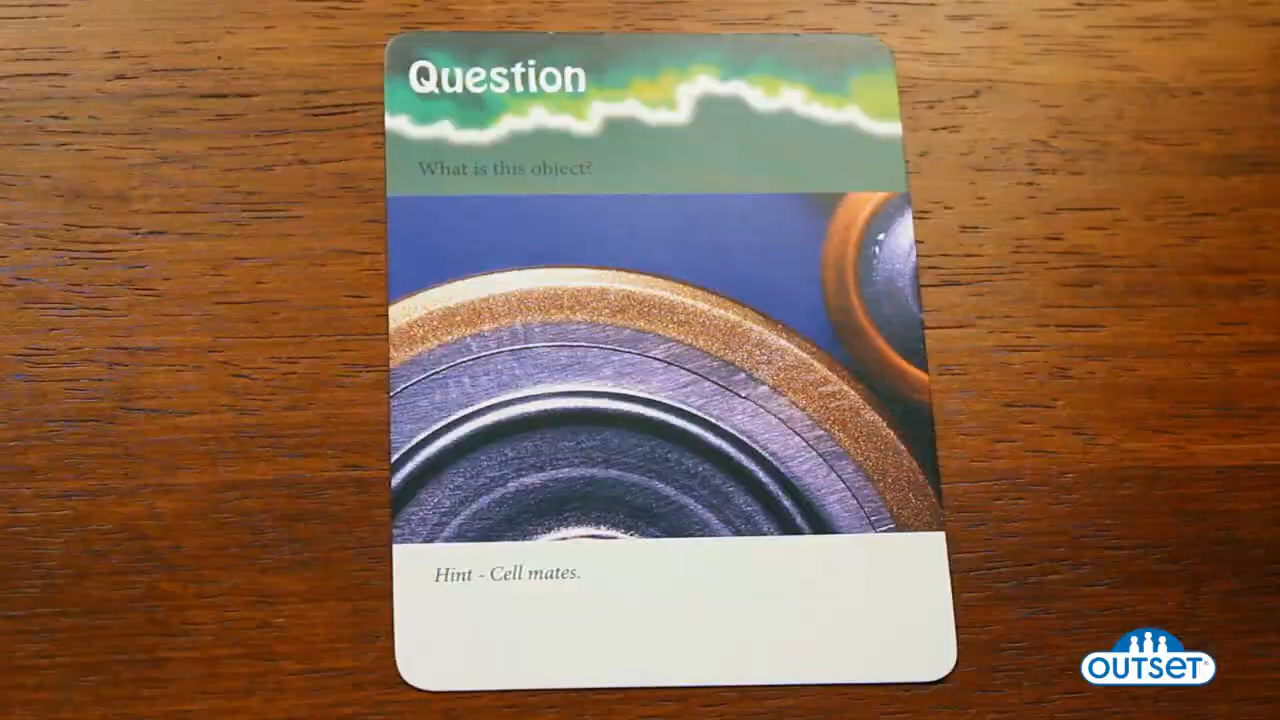 Question
What is this object?
Hint - Cell mates.
OUTSET